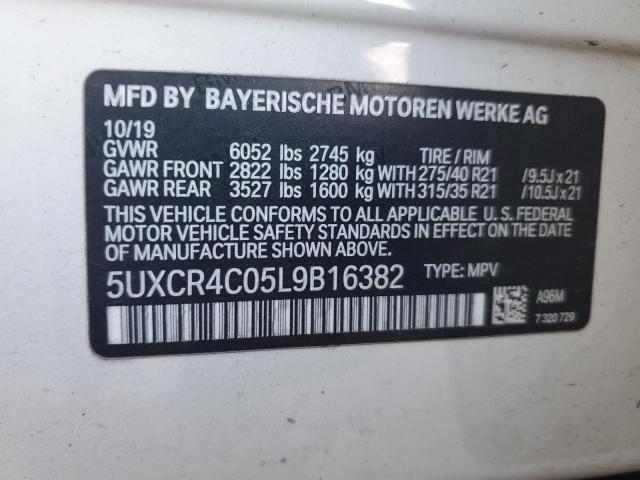 MFD BY BAYERISCHE MOTOREN WERKE AG
10/19
GVWR 6052 lbs 2745 kg TIRE / RIM
GAWR FRONT 2822 lbs 1280 kg WITH 275/40 R21 / 9.5J x 21
GAWR REAR 3527 lbs 1600 kg WITH 315/35 R21 / 10.5J x 21
THIS VEHICLE CONFORMS TO ALL APPLICABLE U. S. FEDERAL
MOTOR VEHICLE SAFETY STANDARDS IN EFFECT ON THE DATE
OF MANUFACTURE SHOWN ABOVE.
5UXCR4C05L9B16382 TYPE: MPV
A96M
7 320 729